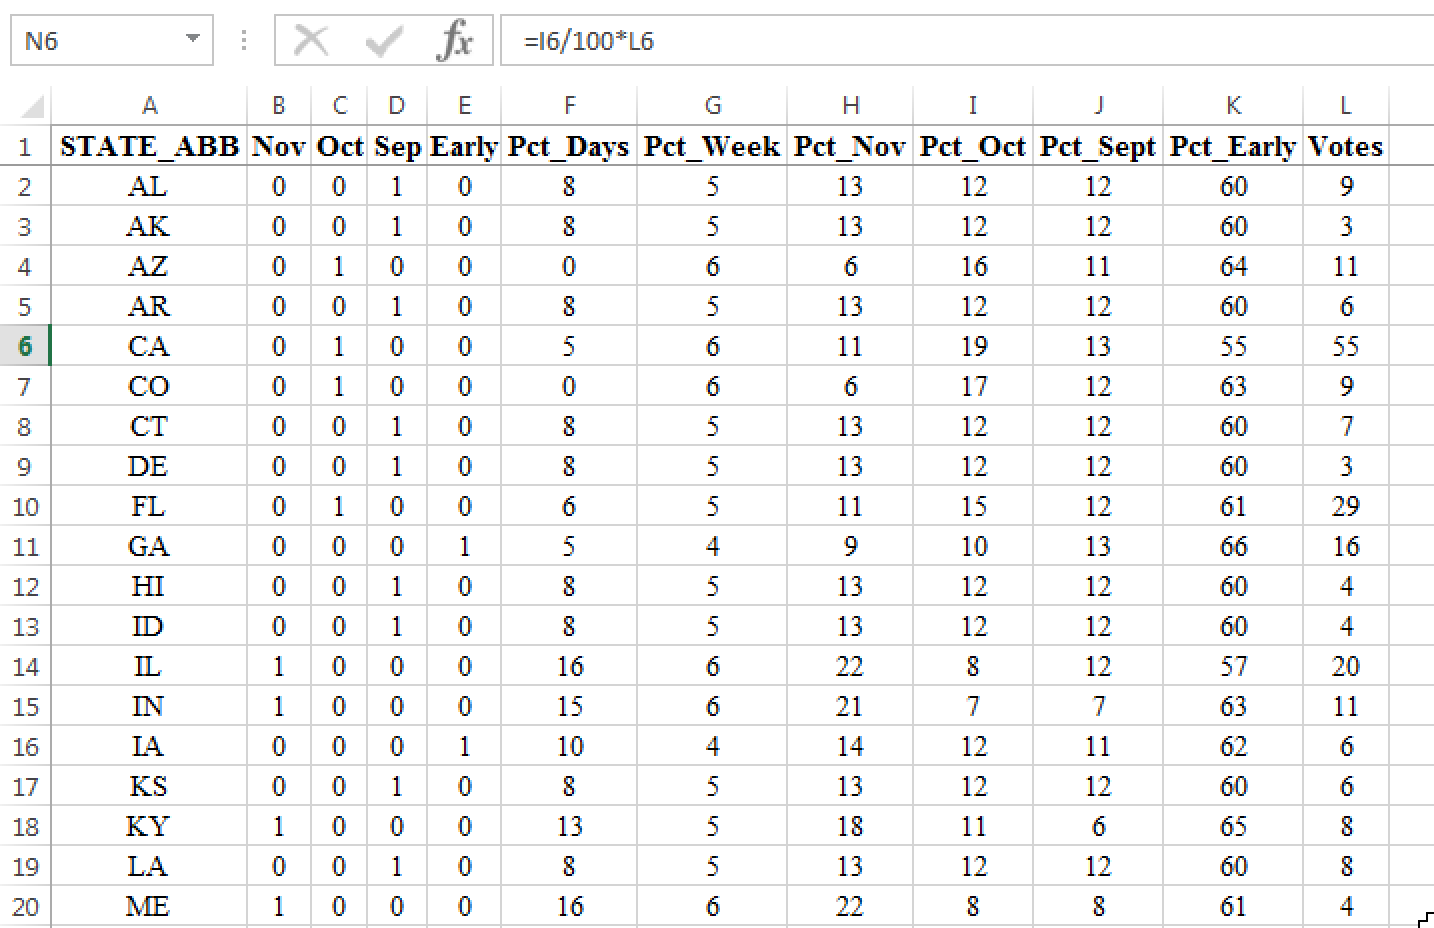 N6 fx =I6/100*L6
A B C D E F G H I J K L
1 STATE_ABB Nov Oct Sep Early Pct_Days Pct_Week Pct_Nov Pct_Oct Pct_Sept Pct_Early Votes
2 AL 0 0 1 0 8 5 13 12 12 60 9
3 AK 0 0 1 0 8 5 13 12 12 60 3
4 AZ 0 1 0 0 0 6 6 16 11 64 11
5 AR 0 0 1 0 8 5 13 12 12 60 6
6 CA 0 1 0 0 5 6 11 19 13 55 55
7 CO 0 1 0 0 0 6 6 17 12 63 9
8 CT 0 0 1 0 8 5 13 12 12 60 7
9 DE 0 0 1 0 8 5 13 12 12 60 3
10 FL 0 1 0 0 6 5 11 15 12 61 29
11 GA 0 0 0 1 5 4 9 10 13 66 16
12 HI 0 0 1 0 8 5 13 12 12 60 4
13 ID 0 0 1 0 8 5 13 12 12 60 4
14 IL 1 0 0 0 16 6 22 8 12 57 20
15 IN 1 0 0 0 15 6 21 7 7 63 11
16 IA 0 0 0 1 10 4 14 12 11 62 6
17 KS 0 0 1 0 8 5 13 12 12 60 6
18 KY 1 0 0 0 13 5 18 11 6 65 8
19 LA 0 0 1 0 8 5 13 12 12 60 8
20 ME 1 0 0 0 16 6 22 8 8 61 4